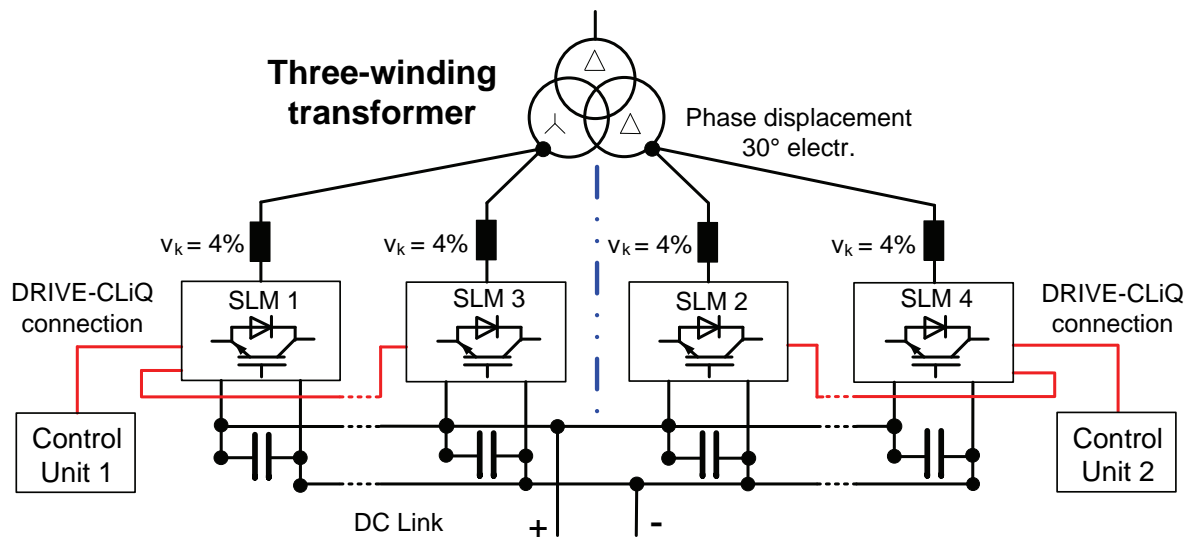 Three-winding
transformer
Phase displacement
30° electr.
vk = 4%
vk = 4%
vk = 4%
vk = 4%
DRIVE-CLiQ
connection
SLM 1
SLM 3
SLM 2
SLM 4
DRIVE-CLiQ
connection
Control
Unit 1
Control
Unit 2
DC Link
+
-